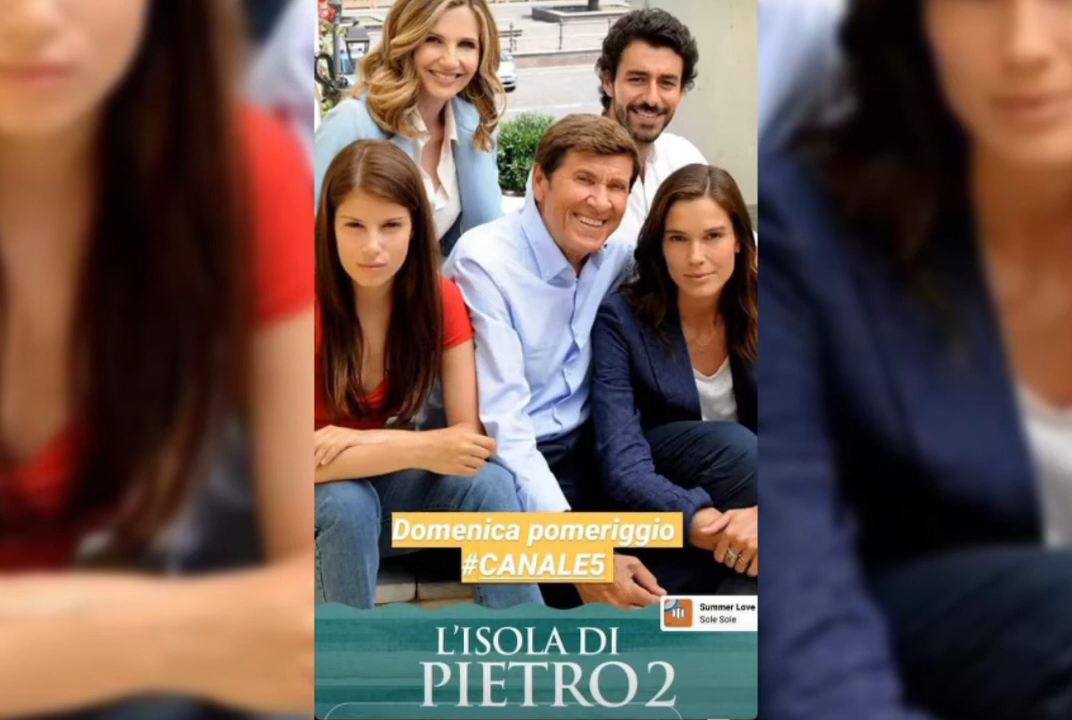 Domenica pomeriggio
#CANALE5
Summer Love
Sole Sole
L'ISOLA DI
PIETRO 2